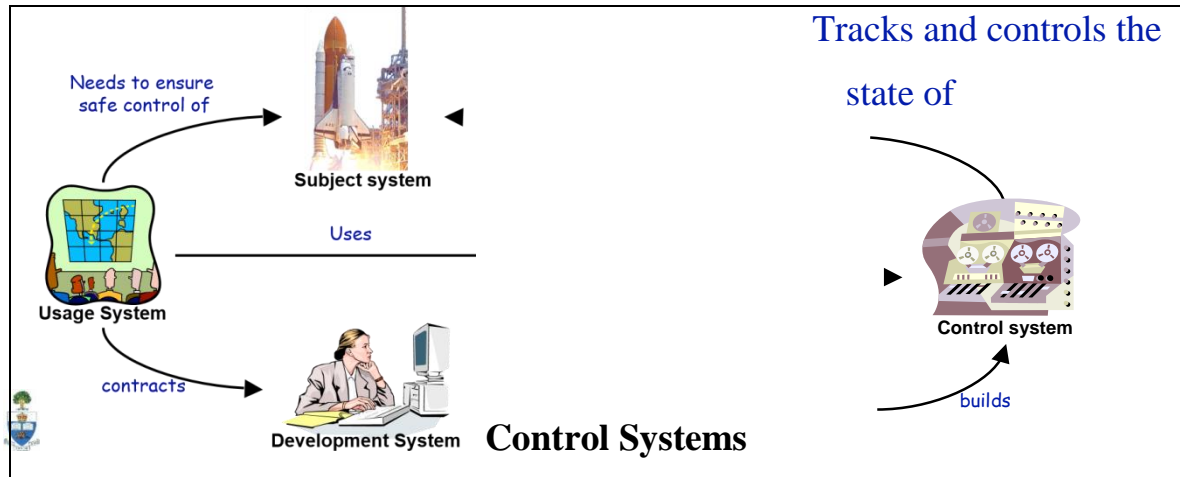 Tracks and controls the
state of
Needs to ensure
safe control of
Subject system
Uses
Usage System
Control system
contracts
builds
Development System
Control Systems